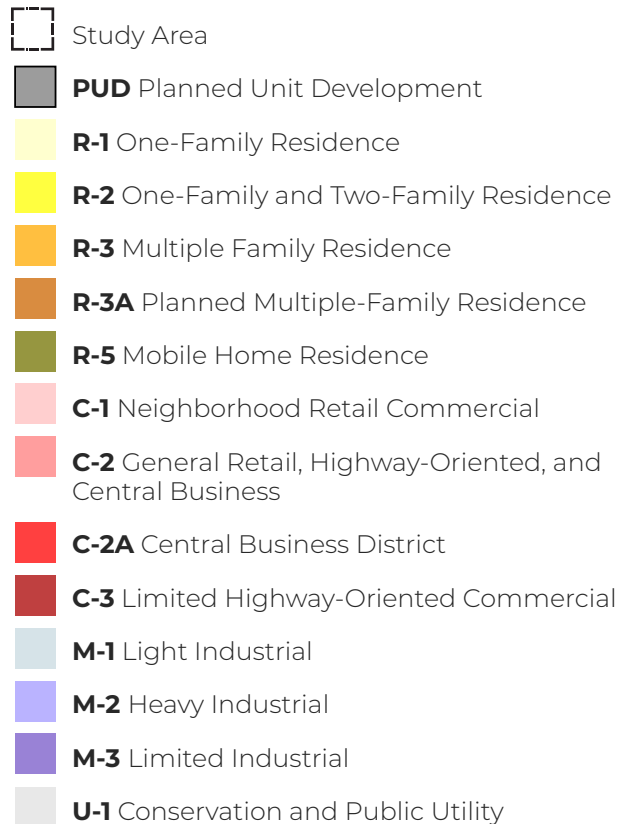 Study Area
PUD Planned Unit Development
R-1 One-Family Residence
R-2 One-Family and Two-Family Residence
R-3 Multiple Family Residence
R-3A Planned Multiple-Family Residence
R-5 Mobile Home Residence
C-1 Neighborhood Retail Commercial
C-2 General Retail, Highway-Oriented, and
Central Business
C-2A Central Business District
C-3 Limited Highway-Oriented Commercial
M-1 Light Industrial
M-2 Heavy Industrial
M-3 Limited Industrial
U-1 Conservation and Public Utility